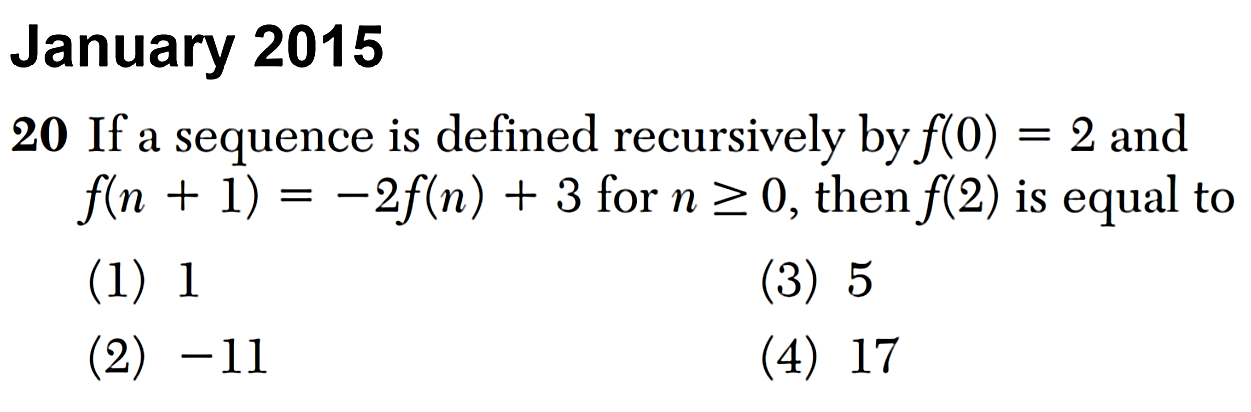 January 2015
20 If a sequence is defined recursively by f(0) = 2 and
f(n + 1) = −2f(n) + 3 for n ≥ 0, then f(2) is equal to
(1) 1 (3) 5
(2) −11 (4) 17